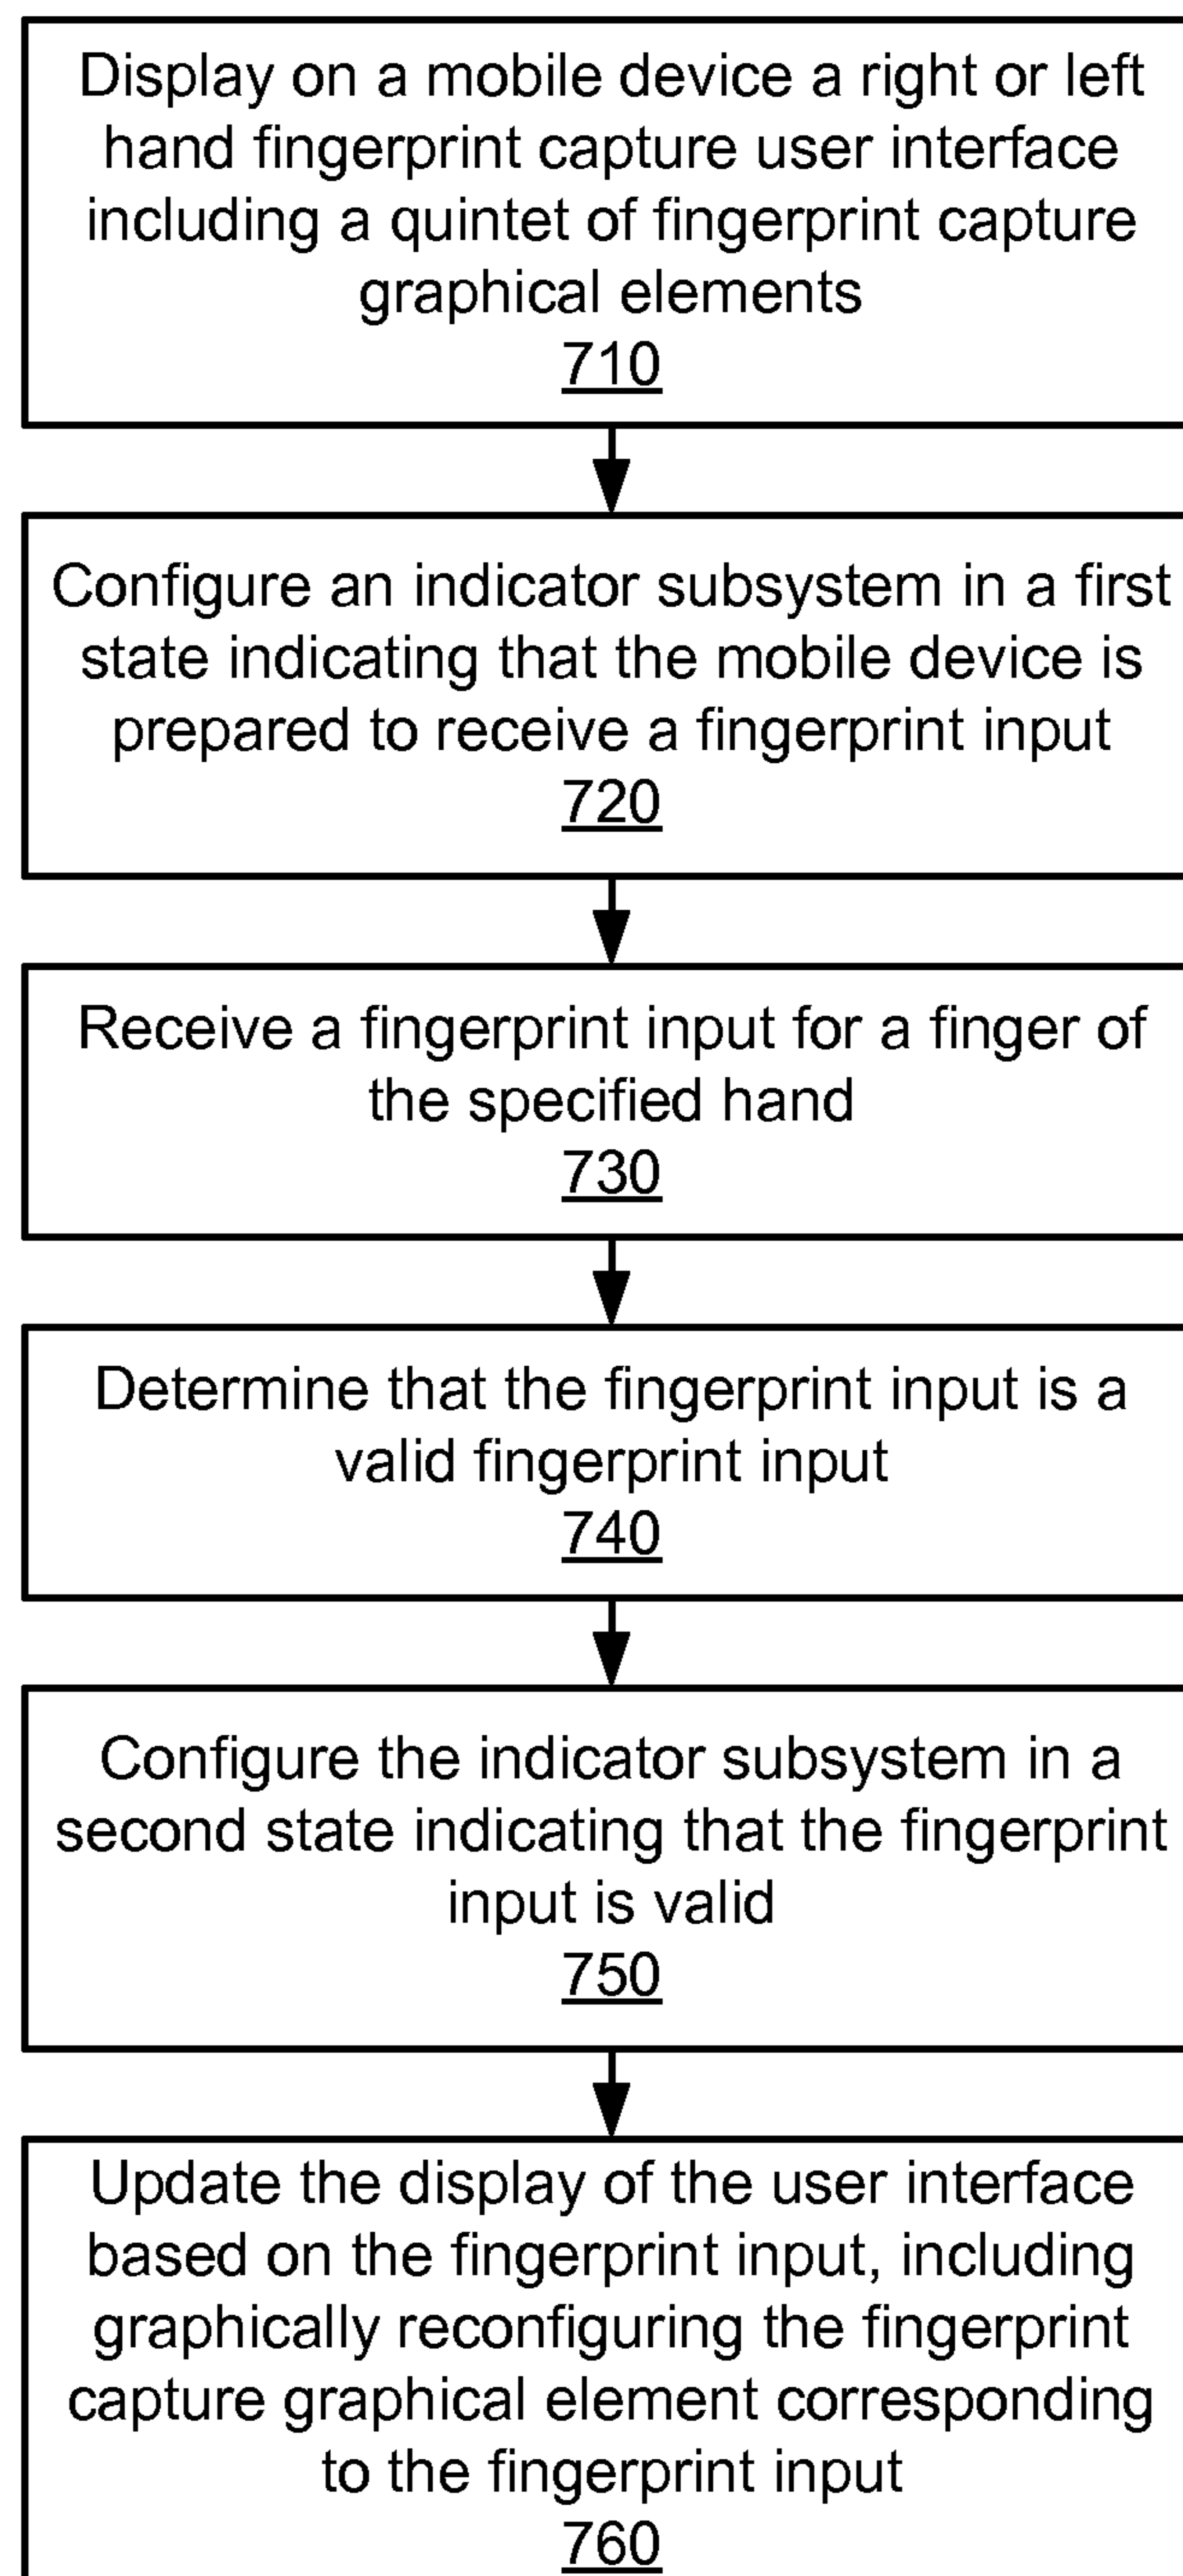 Display on a mobile device a right or left
hand fingerprint capture user interface
including a quintet of fingerprint capture
graphical elements
710
Configure an indicator subsystem in a first
state indicating that the mobile device is
prepared to receive a fingerprint input
720
Receive a fingerprint input for a finger of
the specified hand
730
Determine that the fingerprint input is a
valid fingerprint input
740
Configure the indicator subsystem in a
second state indicating that the fingerprint
input is valid
750
Update the display of the user interface
based on the fingerprint input, including
graphically reconfiguring the fingerprint
capture graphical element corresponding
to the fingerprint input
760